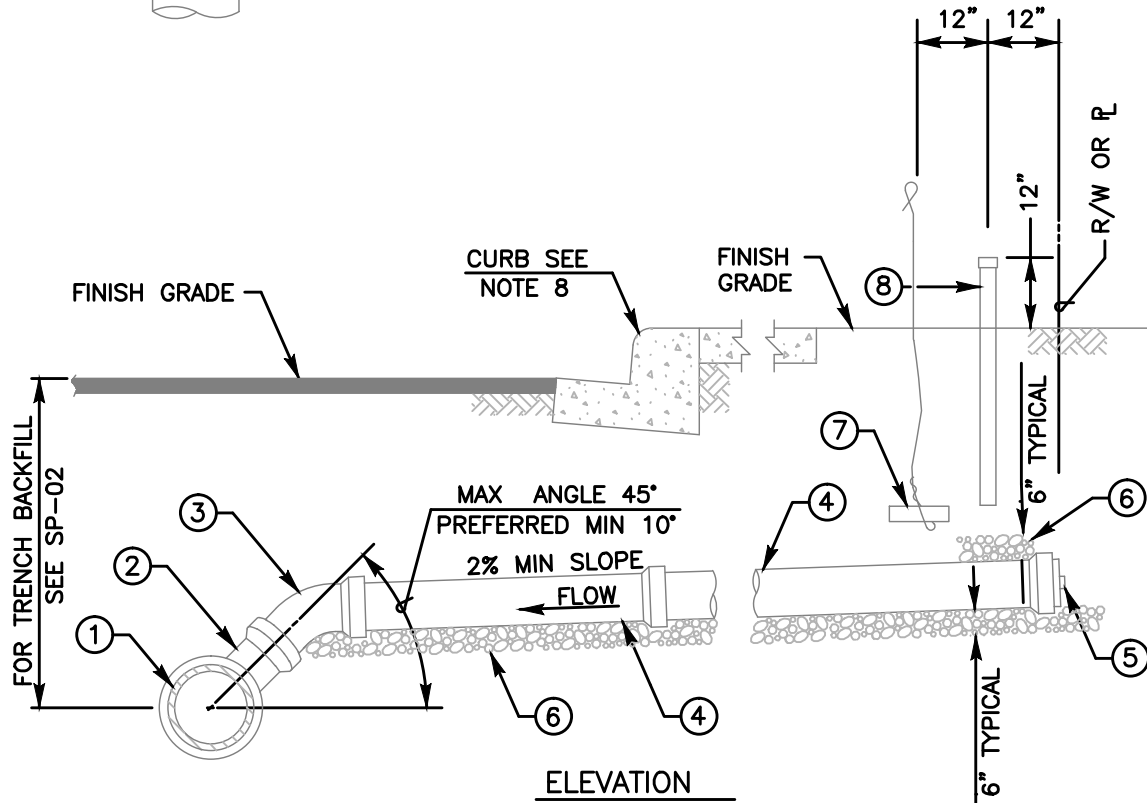 12" 12"
12"
R/W OR PL
CURB SEE
NOTE 8
FINISH
GRADE
8
FINISH GRADE
7
6" TYPICAL
FOR TRENCH BACKFILL
SEE SP-02
3
MAX ANGLE 45°
PREFERRED MIN 10°
4
6
2
2% MIN SLOPE
FLOW
1
5
6
4
6" TYPICAL
ELEVATION